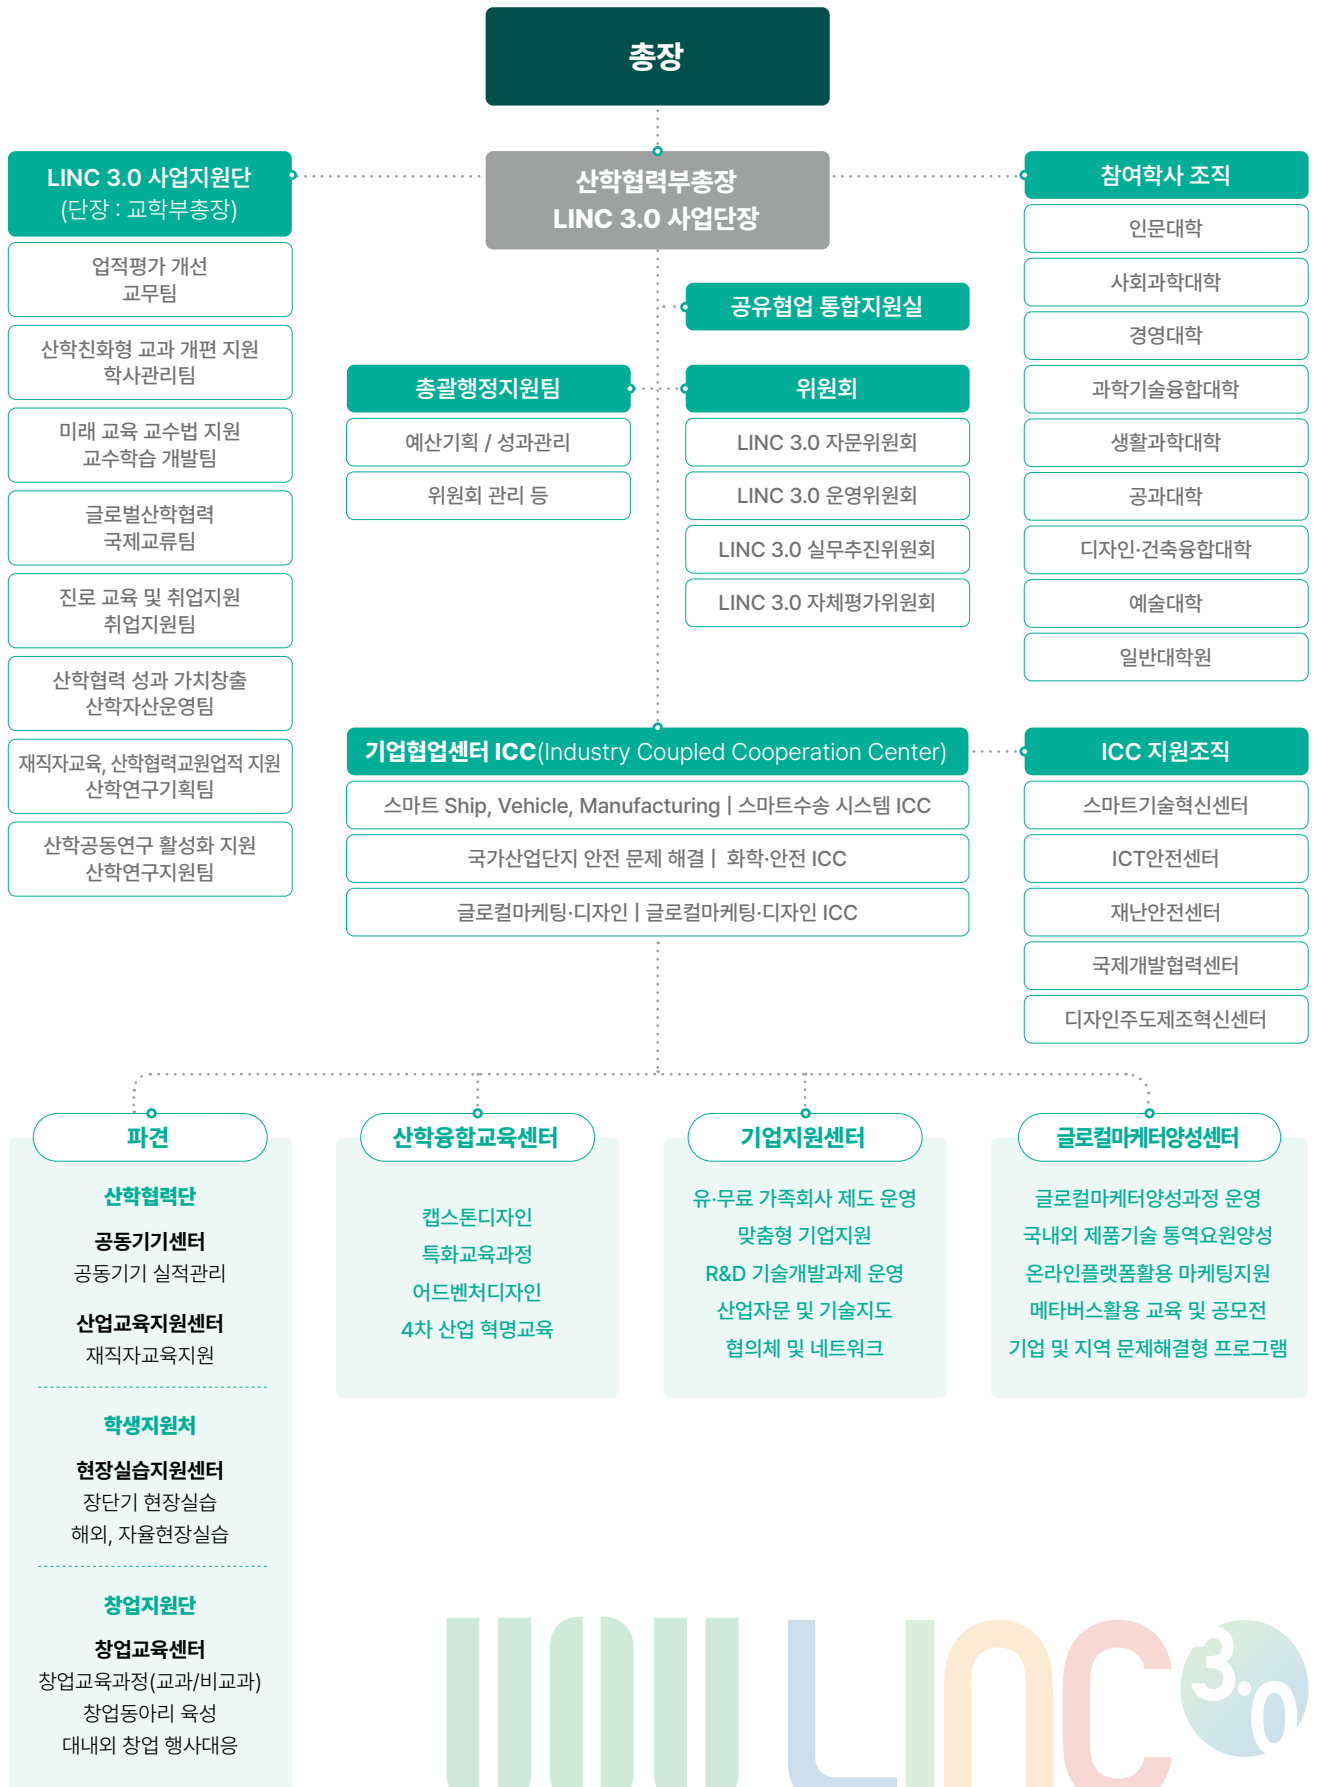 총장
산학협력부총장
LINC 3.0 사업단장
LINC 3.0 사업지원단
(단장 : 교학부총장)
업적평가 개선
교무팀
산학친화형 교과 개편 지원
학사관리팀
미래 교육 교수법 지원
교수학습 개발팀
글로벌산학협력
국제교류팀
진로 교육 및 취업지원
취업지원팀
산학협력 성과 가치창출
산학자산운영팀
재직자교육, 산학협력교원업적 지원
산학연구기획팀
산학공동연구 활성화 지원
산학연구지원팀
공유협업 통합지원실
총괄행정지원팀
예산기획 / 성과관리
위원회 관리 등
위원회
LINC 3.0 자문위원회
LINC 3.0 운영위원회
LINC 3.0 실무추진위원회
LINC 3.0 자체평가위원회
참여학사 조직
인문대학
사회과학대학
경영대학
과학기술융합대학
생활과학대학
공과대학
디자인·건축융합대학
예술대학
일반대학원
기업협업센터 ICC(Industry Coupled Cooperation Center)
스마트 Ship, Vehicle, Manufacturing | 스마트수송 시스템 ICC
국가산업단지 안전 문제 해결 | 화학·안전 ICC
글로컬마케팅·디자인 | 글로컬마케팅·디자인 ICC
ICC 지원조직
스마트기술혁신센터
ICT안전센터
재난안전센터
국제개발협력센터
디자인주도제조혁신센터
파견
산학협력단
공동기기센터
공동기기 실적관리
산업교육지원센터
재직자교육지원
학생지원처
현장실습지원센터
장단기 현장실습
해외, 자율현장실습
창업지원단
창업교육센터
창업교육과정(교과/비교과)
창업동아리 육성
대내외 창업 행사대응
산학융합교육센터
캡스톤디자인
특화교육과정
어드벤처디자인
4차 산업 혁명교육
기업지원센터
유·무료 가족회사 제도 운영
맞춤형 기업지원
R&D 기술개발과제 운영
산업자문 및 기술지도
협의체 및 네트워크
글로컬마케터양성센터
글로컬마케터양성과정 운영
국내외 제품기술 통역요원양성
온라인플랫폼활용 마케팅지원
메타버스활용 교육 및 공모전
기업 및 지역 문제해결형 프로그램
UOU LINC 3.0